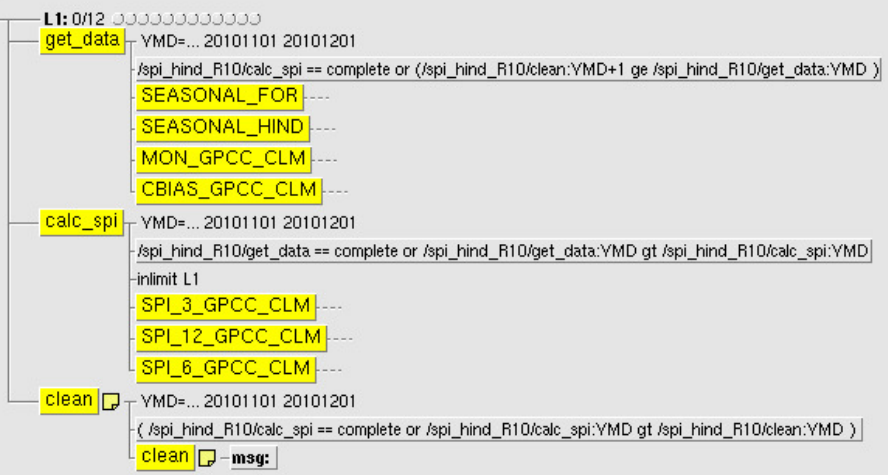 L1: 0/12
get_data YMD=... 20101101 20101201
/spi_hind_R10/calc_spi == complete or (/spi_hind_R10/clean:YMD+1 ge /spi_hind_R10/get_data:YMD )
SEASONAL_FOR
SEASONAL_HIND
MON_GPCC_CLM
CBIAS_GPCC_CLM
calc_spi YMD=... 20101101 20101201
/spi_hind_R10/get_data == complete or /spi_hind_R10/get_data:YMD gt /spi_hind_R10/calc_spi:YMD
inlimit L1
SPI_3_GPCC_CLM
SPI_12_GPCC_CLM
SPI_6_GPCC_CLM
clean YMD=... 20101101 20101201
( /spi_hind_R10/calc_spi == complete or /spi_hind_R10/calc_spi:YMD gt /spi_hind_R10/clean:YMD )
clean msg: